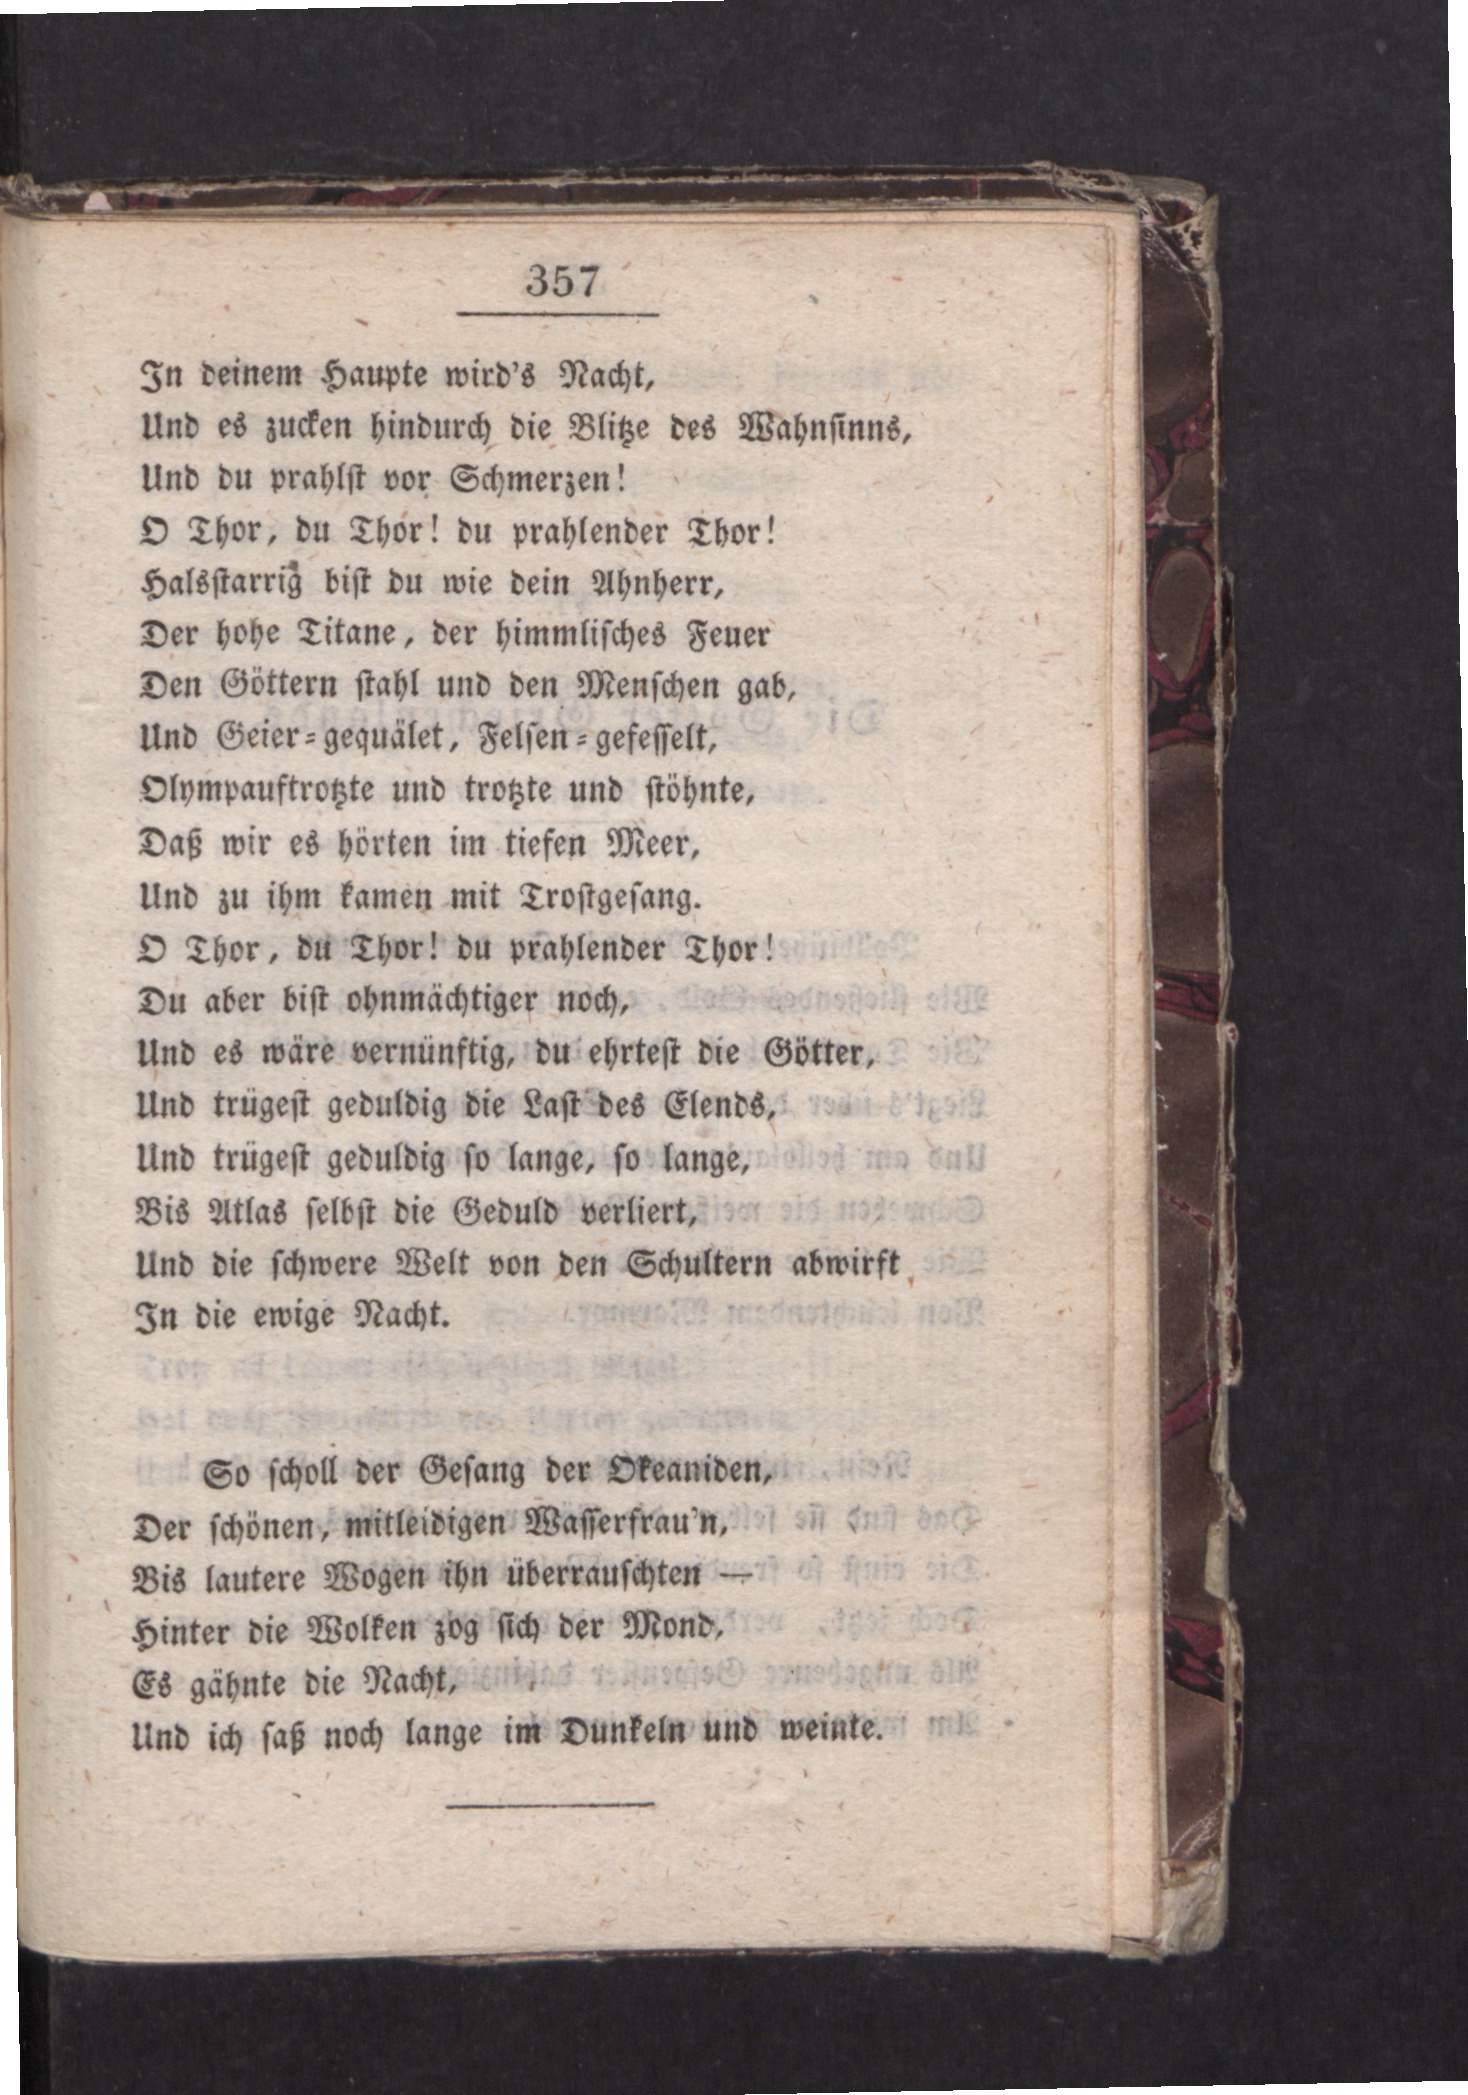 357
In deinem Haupte wird's Nacht,
Und es zucken hindurch die Blitze des Wahnſinns,
Und du prahlſt vor Schmerzen!
O Thor, du Thor! du prahlender Thor!
Halsſtarrig biſt du wie dein Ahnherr,
Der hohe Titane, der himmliſches Feuer
Den Göttern ſtahl und den Menſchen gab,
Und Geier-gequälet, Felſen-gefeſſelt,
Olympauftrotzte und trotzte und ſtöhnte,
Daß wir es hörten im tiefen Meer,
Und zu ihm kamen mit Troſtgeſang.
O Thor, du Thor! du prahlender Thor!
Du aber biſt ohnmächtiger noch,
Und es wäre vernünftig, du ehrteſt die Götter,
Und trügeſt geduldig die Laſt des Elends,
Und trügeſt geduldig ſo lange, ſo lange,
Bis Atlas ſelbſt die Geduld verliert,
Und die ſchwere Welt von den Schultern abwirft
In die ewige Nacht.
So ſcholl der Geſang der Okeaniden,
Der ſchönen, mitleidigen Waſſerfrau'n,
Bis lautere Wogen ihn überrauſchten —
Hinter die Wolken zog ſich der Mond,
Es gähnte die Nacht,
Und ich ſaß noch lange im Dunkeln und weinte.